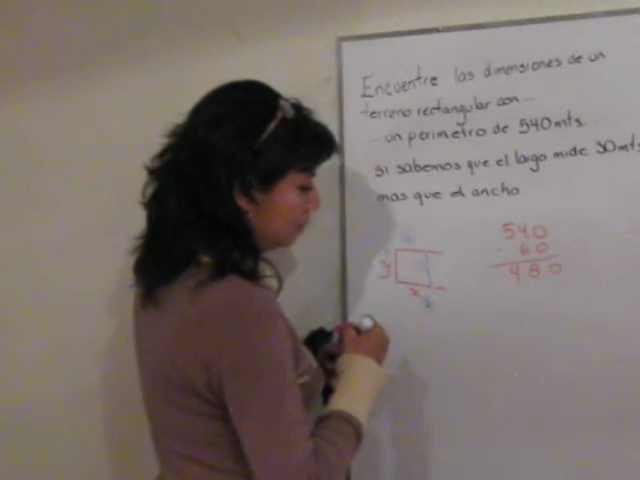 Encuentre las dimensiones de un
terreno rectangular con...
...un perimetro de 540 mts.
si sabemos que el largo mide 30 mts
mas que el ancho
540
- 60
480
y
x